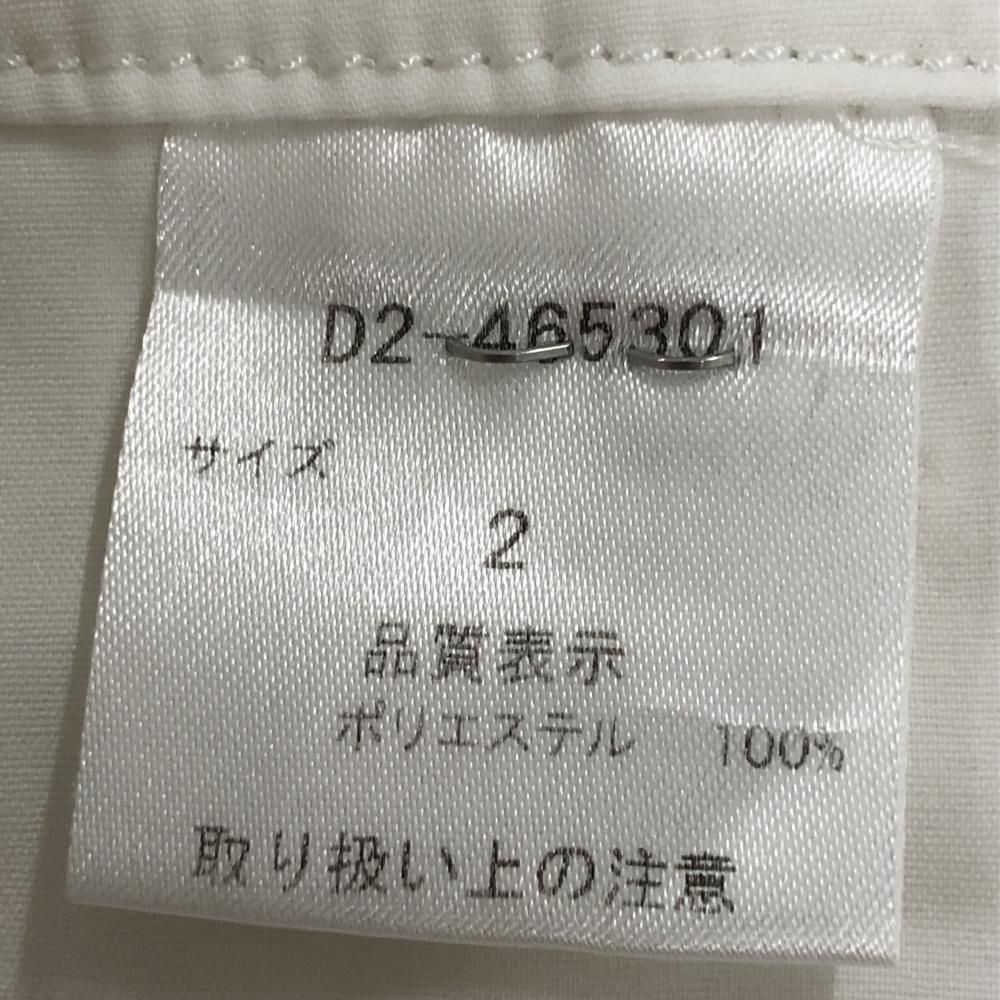 D2-465301
サイズ
2
品質表示
ポリエステル 100%
取り扱い上の注意